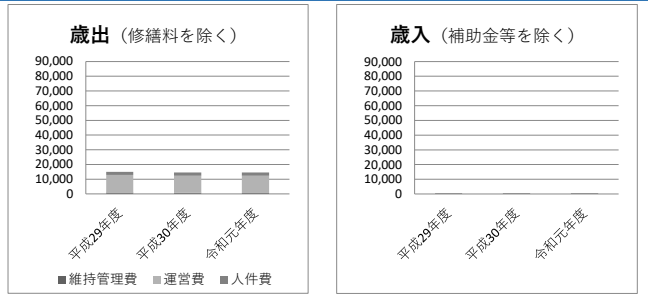 歳出（修繕料を除く）
90,000
80,000
70,000
60,000
50,000
40,000
30,000
20,000
10,000
0
平成29年度
平成30年度
令和元年度
■維持管理費 ■運営費 ■人件費
歳入（補助金等を除く）
90,000
80,000
70,000
60,000
50,000
40,000
30,000
20,000
10,000
0
平成29年度
平成30年度
令和元年度